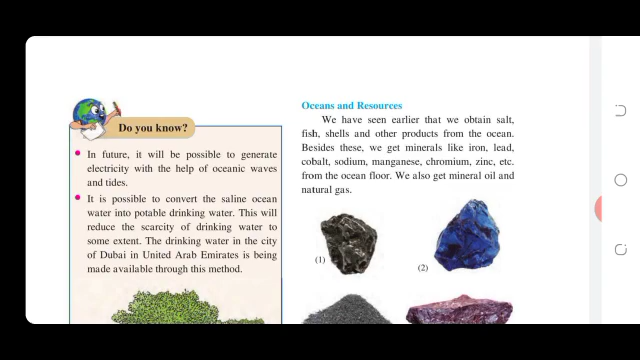 Do you know?
In future, it will be possible to generate
electricity with the help of oceanic waves
and tides.
It is possible to convert the saline ocean
water into potable drinking water. This will
reduce the scarcity of drinking water to
some extent. The drinking water in the city
of Dubai in United Arab Emirates is being
made available through this method.
Oceans and Resources
We have seen earlier that we obtain salt,
fish, shells and other products from the ocean.
Besides these, we get minerals like iron, lead,
cobalt, sodium, manganese, chromium, zinc, etc.
from the ocean floor. We also get mineral oil and
natural gas.
(1)
(2)